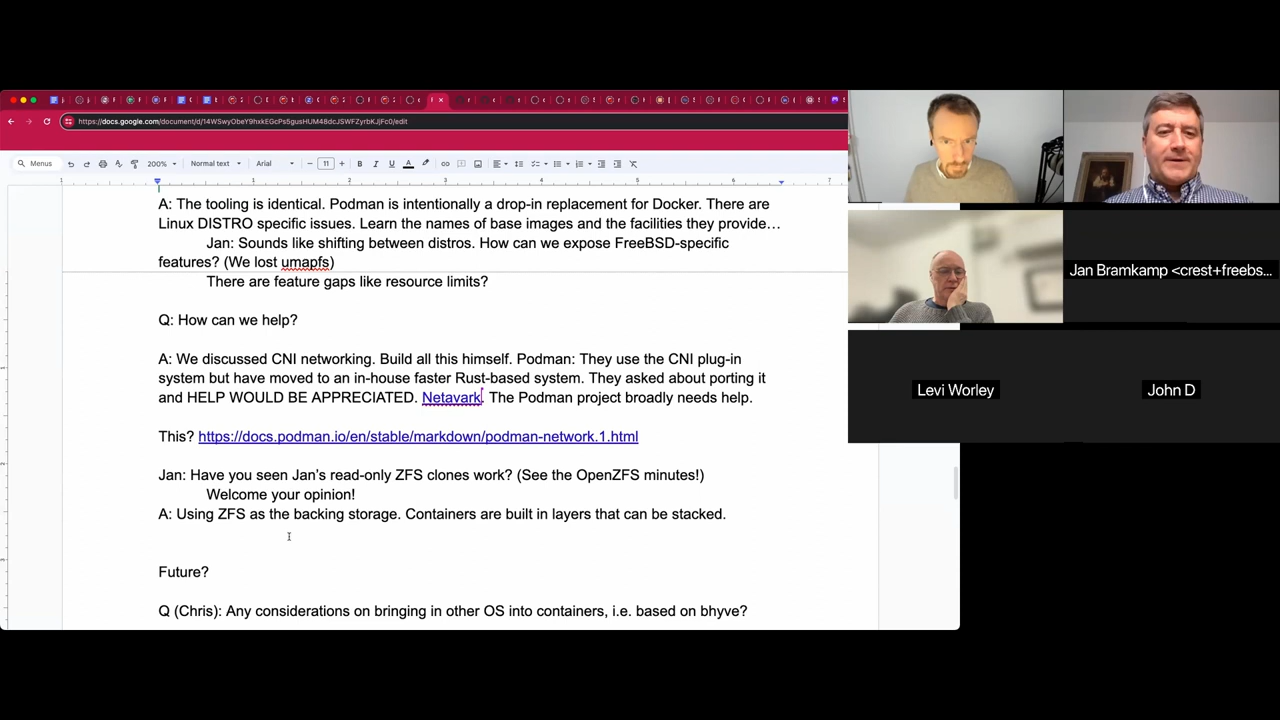 https://docs.google.com/document/d/14WSwyObeY9hxkEGcPs5gusHUM48dcJSWFZyrbKJjFc0/edit
Menus
200%
Normal text
Arial
11
1
1
2
3
4
5
6
7
A: The tooling is identical. Podman is intentionally a drop-in replacement for Docker. There are
Linux DISTRO specific issues. Learn the names of base images and the facilities they provide…
Jan: Sounds like shifting between distros. How can we expose FreeBSD-specific
features? (We lost umapfs)
There are feature gaps like resource limits?
Q: How can we help?
A: We discussed CNI networking. Build all this himself. Podman: They use the CNI plug-in
system but have moved to an in-house faster Rust-based system. They asked about porting it
and HELP WOULD BE APPRECIATED. Netavark. The Podman project broadly needs help.
This? https://docs.podman.io/en/stable/markdown/podman-network.1.html
Jan: Have you seen Jan's read-only ZFS clones work? (See the OpenZFS minutes!)
Welcome your opinion!
A: Using ZFS as the backing storage. Containers are built in layers that can be stacked.
Future?
Q (Chris): Any considerations on bringing in other OS into containers, i.e. based on bhyve?
Jan Bramkamp <crest+freebs...
Levi Worley
John D